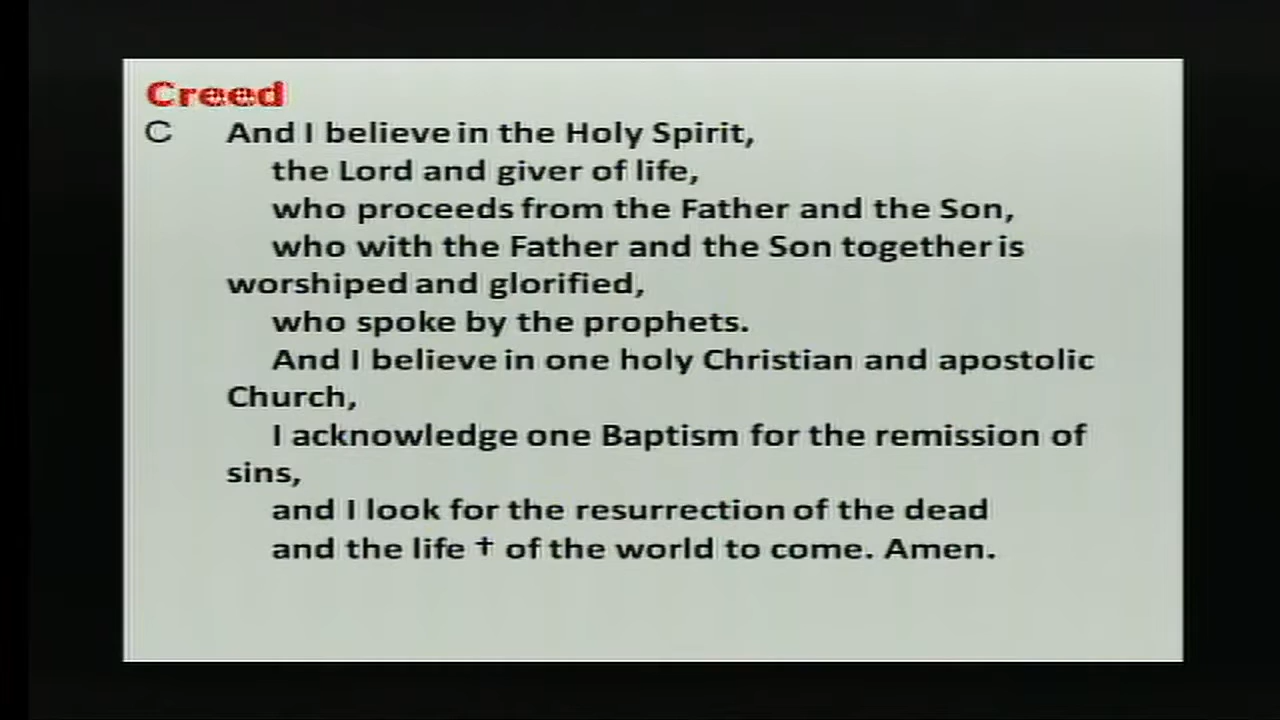 Creed
C And I believe in the Holy Spirit,
the Lord and giver of life,
who proceeds from the Father and the Son,
who with the Father and the Son together is
worshiped and glorified,
who spoke by the prophets.
And I believe in one holy Christian and apostolic
Church,
I acknowledge one Baptism for the remission of
sins,
and I look for the resurrection of the dead
and the life † of the world to come. Amen.